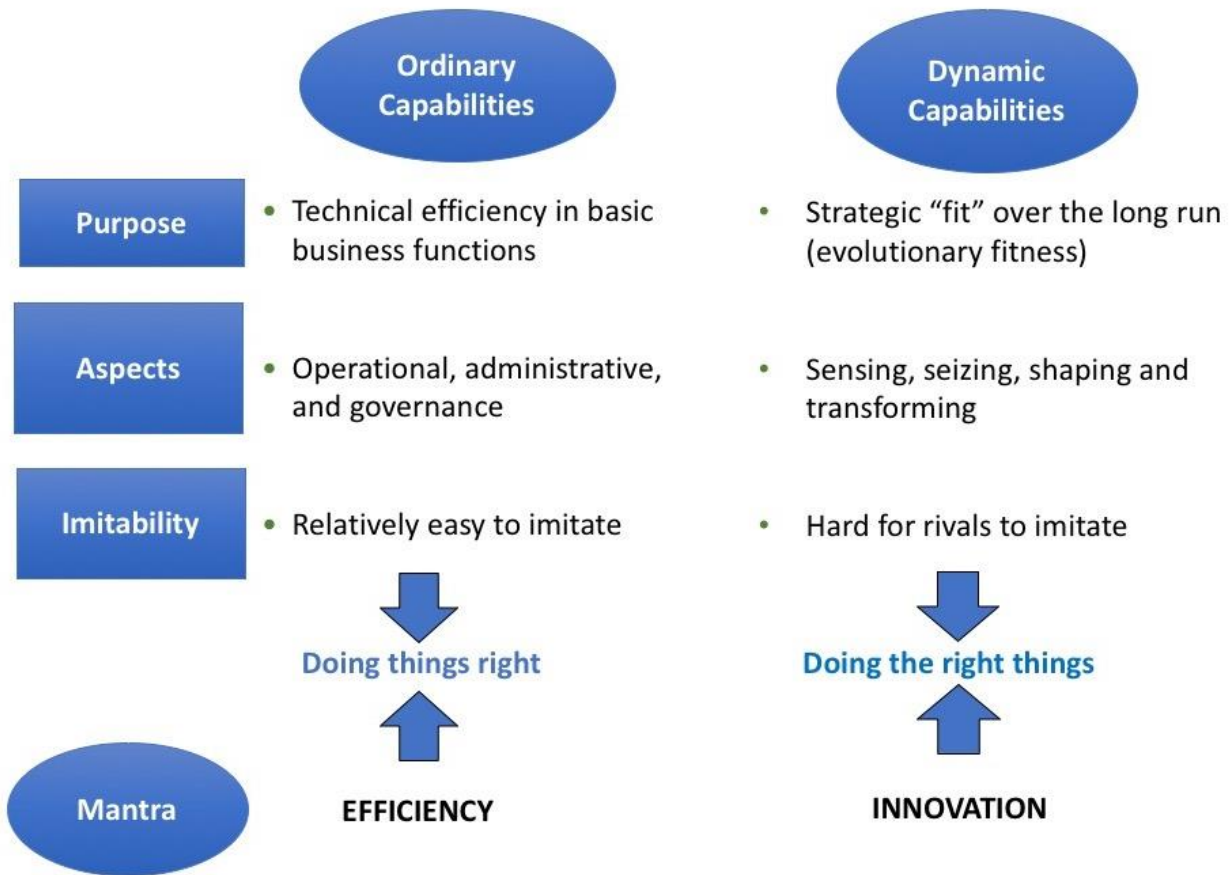 Ordinary
Capabilities
Dynamic
Capabilities
Purpose
• Technical efficiency in basic
business functions
• Strategic “fit” over the long run
(evolutionary fitness)
Aspects
• Operational, administrative,
and governance
• Sensing, seizing, shaping and
transforming
Imitability
• Relatively easy to imitate
• Hard for rivals to imitate
Doing things right
Doing the right things
Mantra
EFFICIENCY
INNOVATION